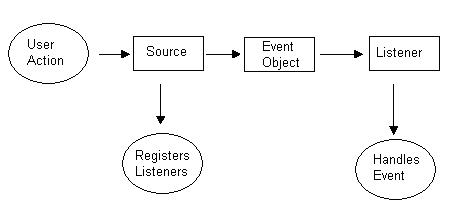 User
Action
Source
Event
Object
Listener
Registers
Listeners
Handles
Event